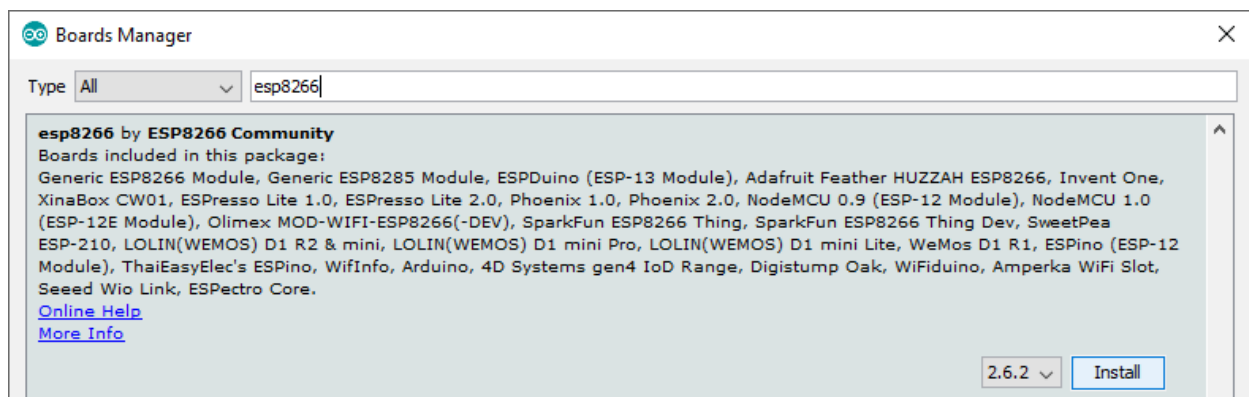 Boards Manager
Type All esp8266
esp8266 by ESP8266 Community
Boards included in this package:
Generic ESP8266 Module, Generic ESP8285 Module, ESPDuino (ESP-13 Module), Adafruit Feather HUZZAH ESP8266, Invent One,
XinaBox CW01, ESPresso Lite 1.0, ESPresso Lite 2.0, Phoenix 1.0, Phoenix 2.0, NodeMCU 0.9 (ESP-12 Module), NodeMCU 1.0
(ESP-12E Module), Olimex MOD-WIFI-ESP8266(-DEV), SparkFun ESP8266 Thing, SparkFun ESP8266 Thing Dev, SweetPea
ESP-210, LOLIN(WEMOS) D1 R2 & mini, LOLIN(WEMOS) D1 mini Pro, LOLIN(WEMOS) D1 mini Lite, WeMos D1 R1, ESPino (ESP-12
Module), ThaiEasyElec's ESPino, WifInfo, Arduino, 4D Systems gen4 IoD Range, Digistump Oak, WiFiduino, Amperka WiFi Slot,
Seeed Wio Link, ESPectro Core.
Online Help
More Info
2.6.2 Install